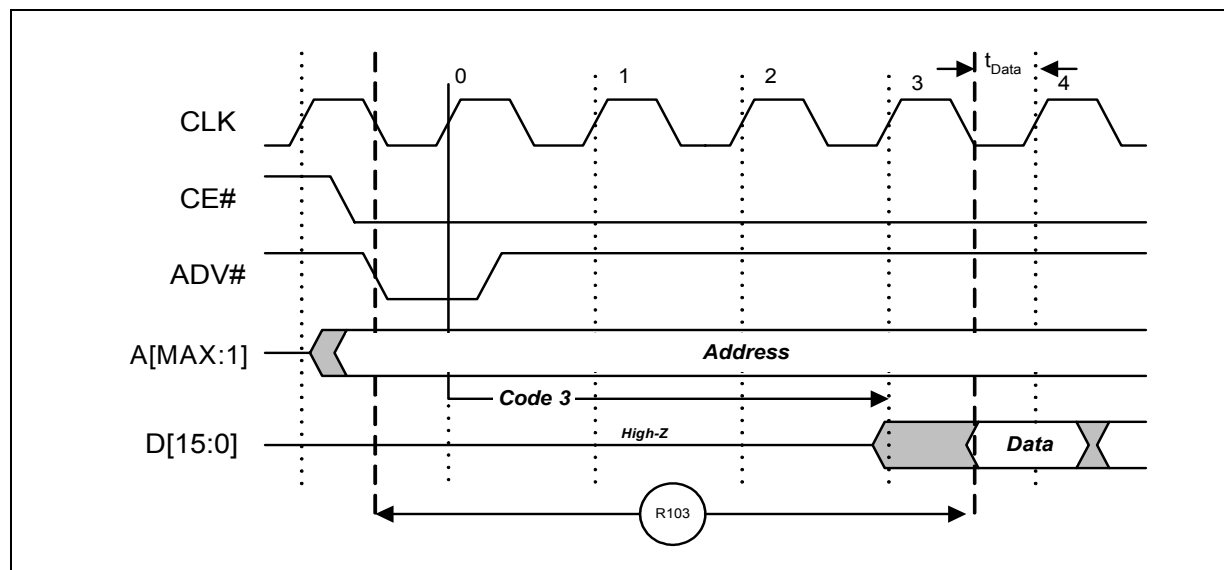 0
1
2
3
tData
4
CLK
CE#
ADV#
A[MAX:1]
Address
Code 3
D[15:0]
High-Z
Data
R103